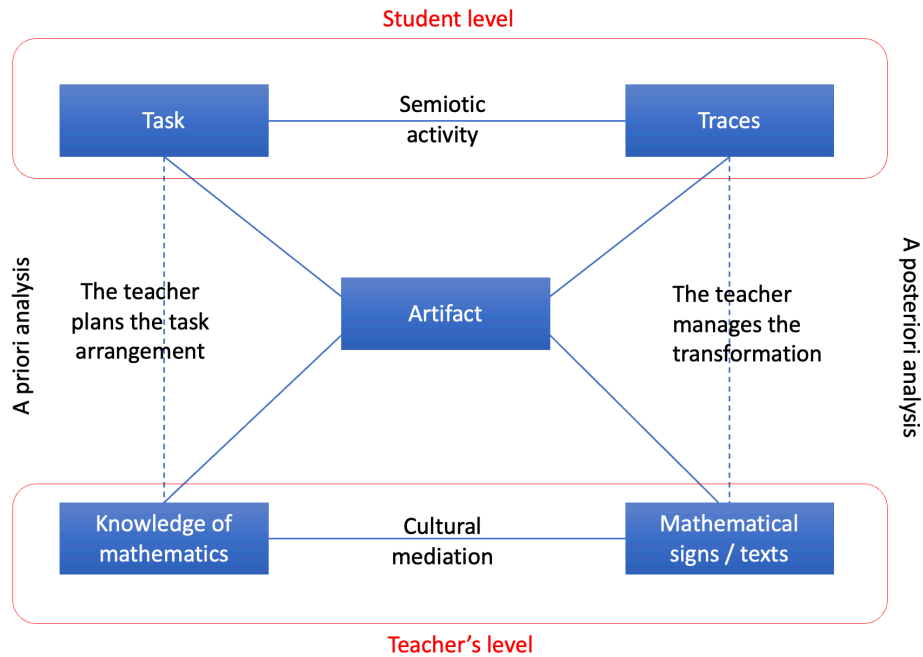 Student level
Task
Semiotic
activity
Traces
A priori analysis
The teacher
plans the task
arrangement
Artifact
The teacher
manages the
transformation
A posteriori analysis
Knowledge of
mathematics
Cultural
mediation
Mathematical
signs / texts
Teacher’s level